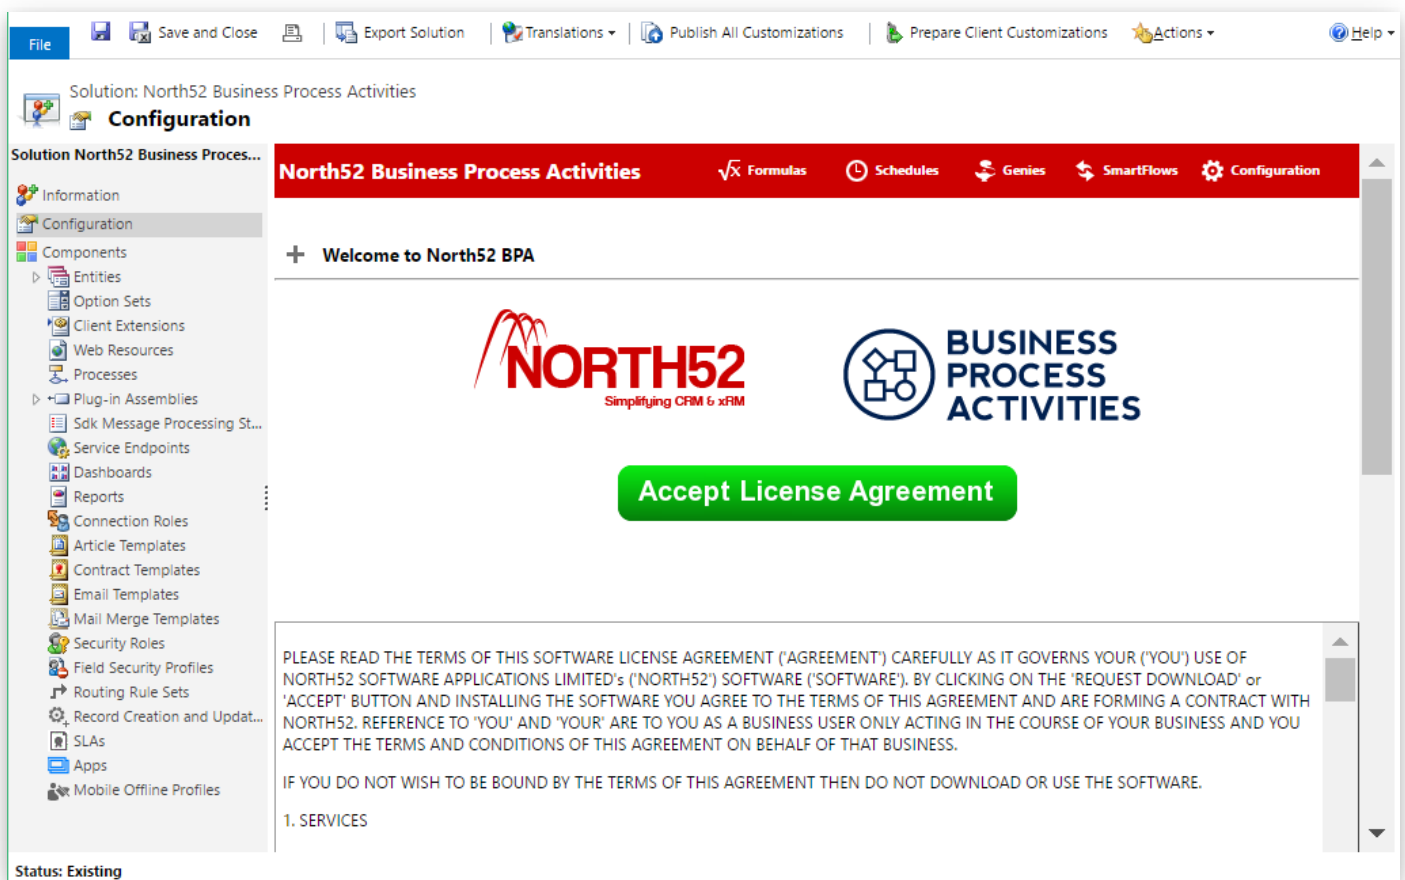 File
Save and Close
Export Solution
Translations
Publish All Customizations
Prepare Client Customizations
Actions
Help
Solution: North52 Business Process Activities
Configuration
Solution North52 Business Proces...
Information
Configuration
Components
Entities
Option Sets
Client Extensions
Web Resources
Processes
Plug-in Assemblies
Sdk Message Processing St...
Service Endpoints
Dashboards
Reports
Connection Roles
Article Templates
Contract Templates
Email Templates
Mail Merge Templates
Security Roles
Field Security Profiles
Routing Rule Sets
Record Creation and Updat...
SLAs
Apps
Mobile Offline Profiles
North52 Business Process Activities
Formulas
Schedules
Genies
SmartFlows
Configuration
Welcome to North52 BPA
NORTH52
Simplifying CRM & xRM
BUSINESS
PROCESS
ACTIVITIES
Accept License Agreement
PLEASE READ THE TERMS OF THIS SOFTWARE LICENSE AGREEMENT ('AGREEMENT') CAREFULLY AS IT GOVERNS YOUR ('YOU') USE OF
NORTH52 SOFTWARE APPLICATIONS LIMITED's ('NORTH52') SOFTWARE ('SOFTWARE'). BY CLICKING ON THE 'REQUEST DOWNLOAD' or
'ACCEPT' BUTTON AND INSTALLING THE SOFTWARE YOU AGREE TO THE TERMS OF THIS AGREEMENT AND ARE FORMING A CONTRACT WITH
NORTH52. REFERENCE TO 'YOU' AND 'YOUR' ARE TO YOU AS A BUSINESS USER ONLY ACTING IN THE COURSE OF YOUR BUSINESS AND YOU
ACCEPT THE TERMS AND CONDITIONS OF THIS AGREEMENT ON BEHALF OF THAT BUSINESS.
IF YOU DO NOT WISH TO BE BOUND BY THE TERMS OF THIS AGREEMENT THEN DO NOT DOWNLOAD OR USE THE SOFTWARE.
1. SERVICES
Status: Existing